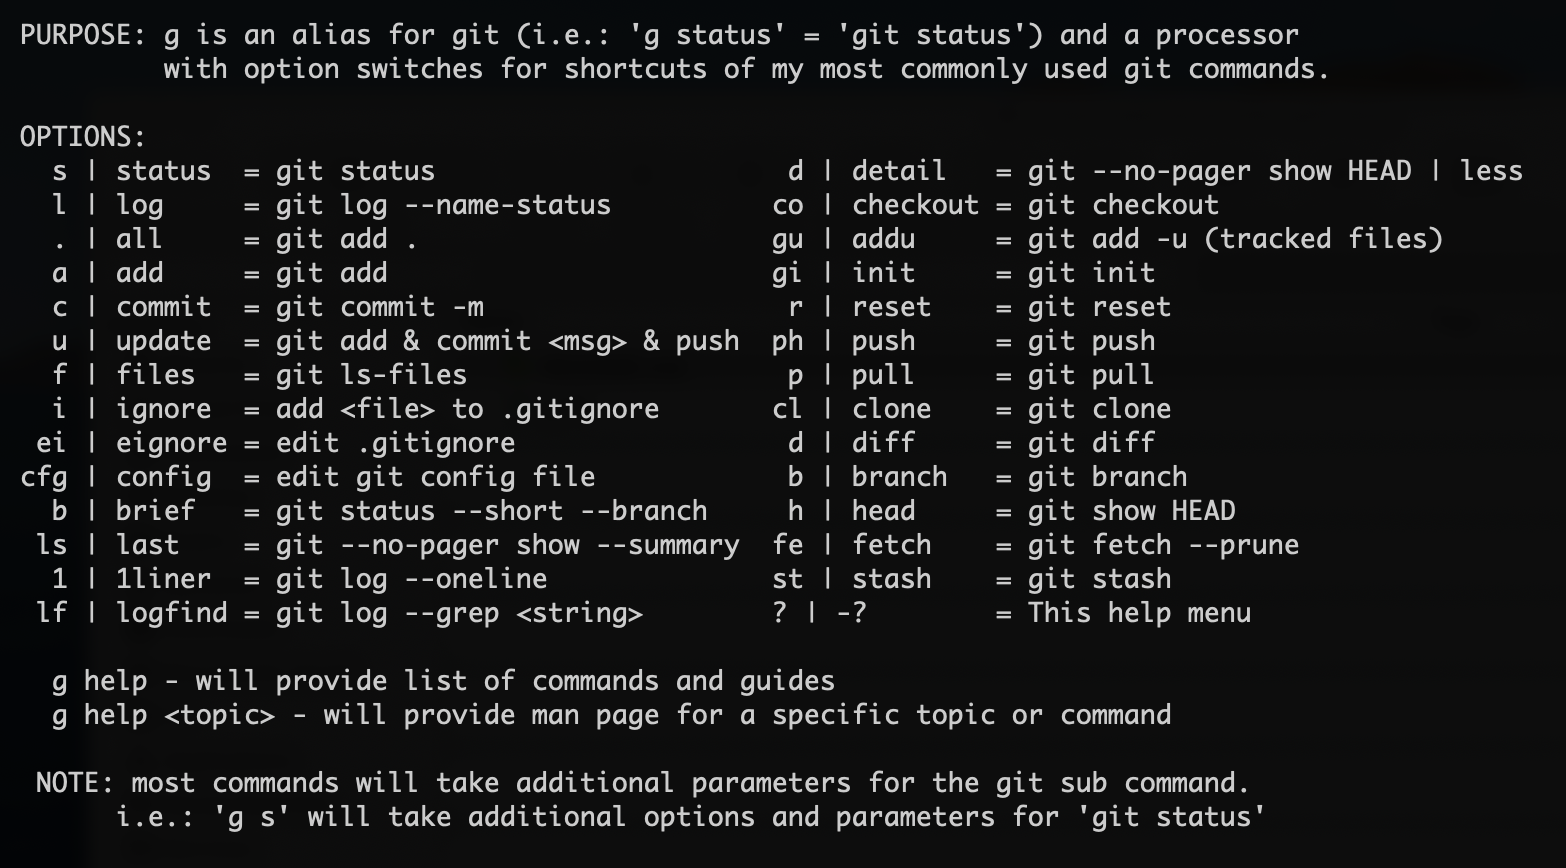 PURPOSE: g is an alias for git (i.e.: 'g status' = 'git status') and a processor
         with option switches for shortcuts of my most commonly used git commands.

OPTIONS:
  s | status  = git status                      d | detail   = git --no-pager show HEAD | less
  l | log     = git log --name-status          co | checkout = git checkout
  . | all     = git add .                      gu | addu     = git add -u (tracked files)
  a | add     = git add                        gi | init     = git init
  c | commit  = git commit -m                   r | reset    = git reset
  u | update  = git add & commit <msg> & push  ph | push     = git push
  f | files   = git ls-files                    p | pull     = git pull
  i | ignore  = add <file> to .gitignore       cl | clone    = git clone
 ei | eignore = edit .gitignore                 d | diff     = git diff
cfg | config  = edit git config file            b | branch   = git branch
  b | brief   = git status --short --branch     h | head     = git show HEAD
 ls | last    = git --no-pager show --summary  fe | fetch    = git fetch --prune
  1 | 1liner  = git log --oneline              st | stash    = git stash
 lf | logfind = git log --grep <string>        ? | -?        = This help menu

  g help - will provide list of commands and guides
  g help <topic> - will provide man page for a specific topic or command

 NOTE: most commands will take additional parameters for the git sub command.
      i.e.: 'g s' will take additional options and parameters for 'git status'